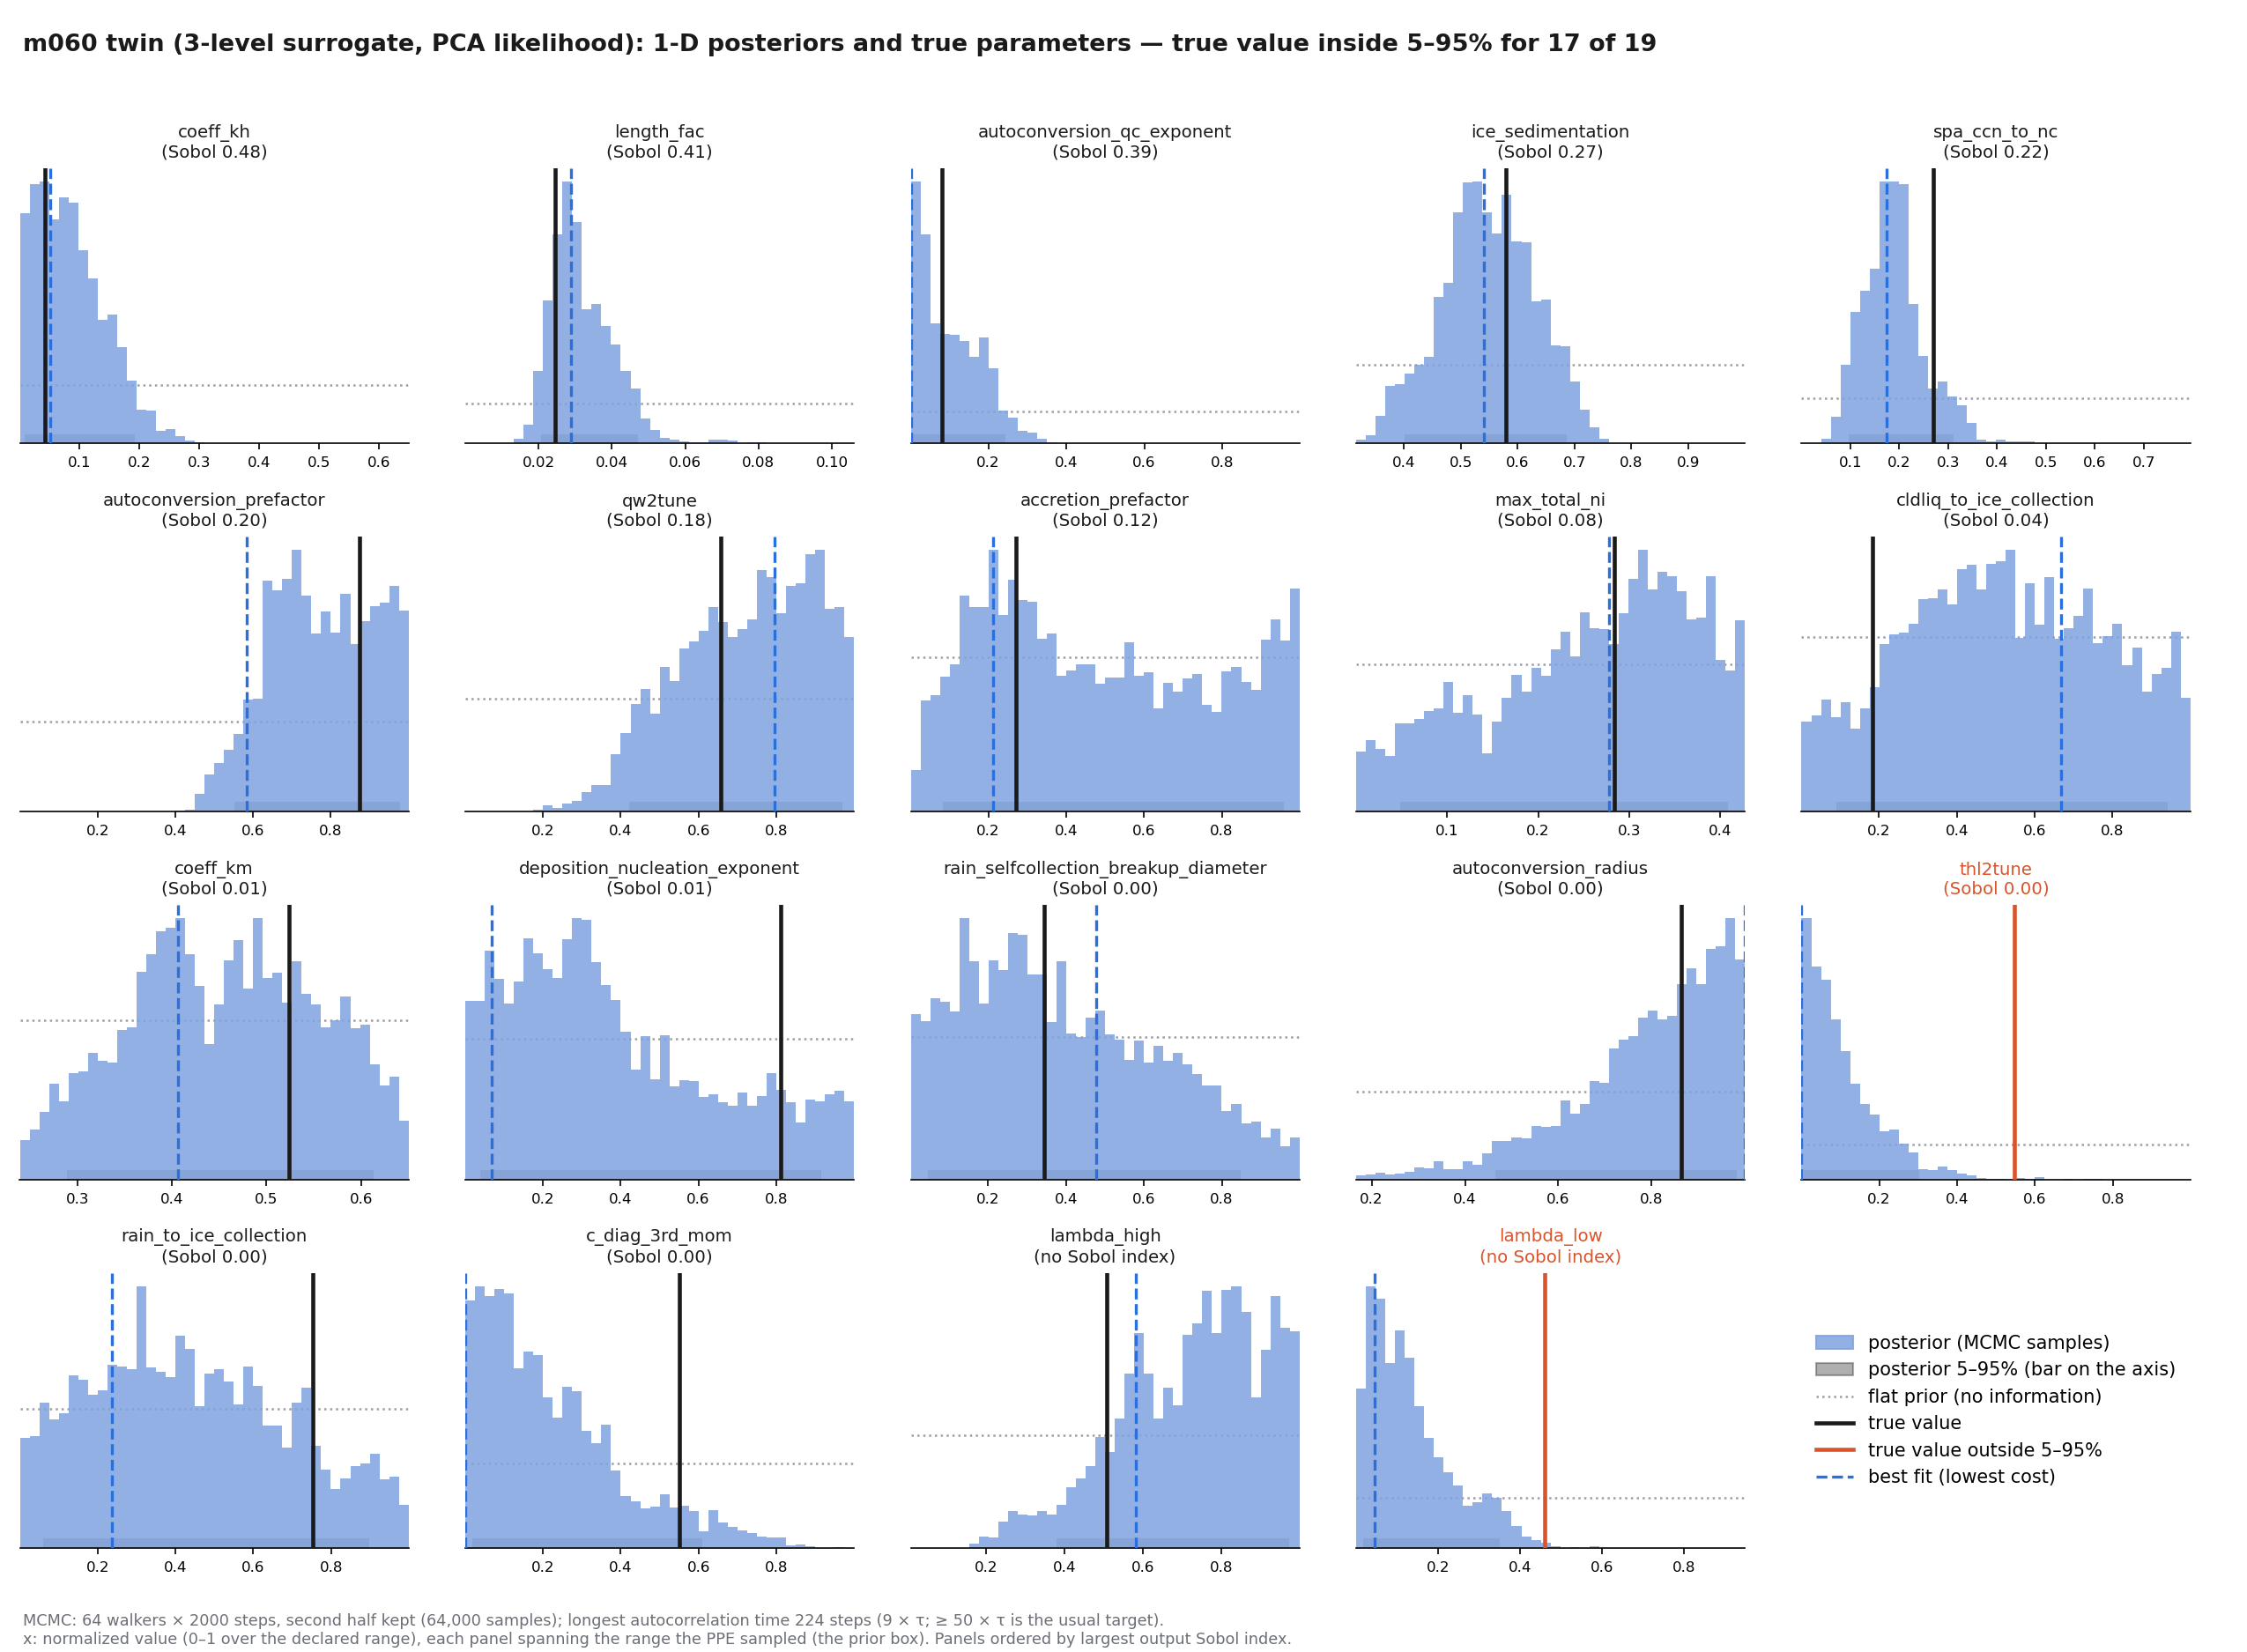 m060 twin (3-level surrogate, PCA likelihood): 1-D posteriors and true parameters — true value inside 5–95% for 17 of 19
coeff_kh
(Sobol 0.48)
0.1 0.2 0.3 0.4 0.5 0.6
length_fac
(Sobol 0.41)
0.02 0.04 0.06 0.08 0.10
autoconversion_qc_exponent
(Sobol 0.39)
0.2 0.4 0.6 0.8
ice_sedimentation
(Sobol 0.27)
0.4 0.5 0.6 0.7 0.8 0.9
spa_ccn_to_nc
(Sobol 0.22)
0.1 0.2 0.3 0.4 0.5 0.6 0.7
autoconversion_prefactor
(Sobol 0.20)
0.2 0.4 0.6 0.8
qw2tune
(Sobol 0.18)
0.2 0.4 0.6 0.8
accretion_prefactor
(Sobol 0.12)
0.2 0.4 0.6 0.8
max_total_ni
(Sobol 0.08)
0.1 0.2 0.3 0.4
cldliq_to_ice_collection
(Sobol 0.04)
0.2 0.4 0.6 0.8
coeff_km
(Sobol 0.01)
0.3 0.4 0.5 0.6
deposition_nucleation_exponent
(Sobol 0.01)
0.2 0.4 0.6 0.8
rain_selfcollection_breakup_diameter
(Sobol 0.00)
0.2 0.4 0.6 0.8
autoconversion_radius
(Sobol 0.00)
0.2 0.4 0.6 0.8
thl2tune
(Sobol 0.00)
0.2 0.4 0.6 0.8
rain_to_ice_collection
(Sobol 0.00)
0.2 0.4 0.6 0.8
c_diag_3rd_mom
(Sobol 0.00)
0.2 0.4 0.6 0.8
lambda_high
(no Sobol index)
0.2 0.4 0.6 0.8
lambda_low
(no Sobol index)
0.2 0.4 0.6 0.8
posterior (MCMC samples)
posterior 5–95% (bar on the axis)
flat prior (no information)
true value
true value outside 5–95%
best fit (lowest cost)
MCMC: 64 walkers × 2000 steps, second half kept (64,000 samples); longest autocorrelation time 224 steps (9 × τ; ≥ 50 × τ is the usual target).
x: normalized value (0–1 over the declared range), each panel spanning the range the PPE sampled (the prior box). Panels ordered by largest output Sobol index.